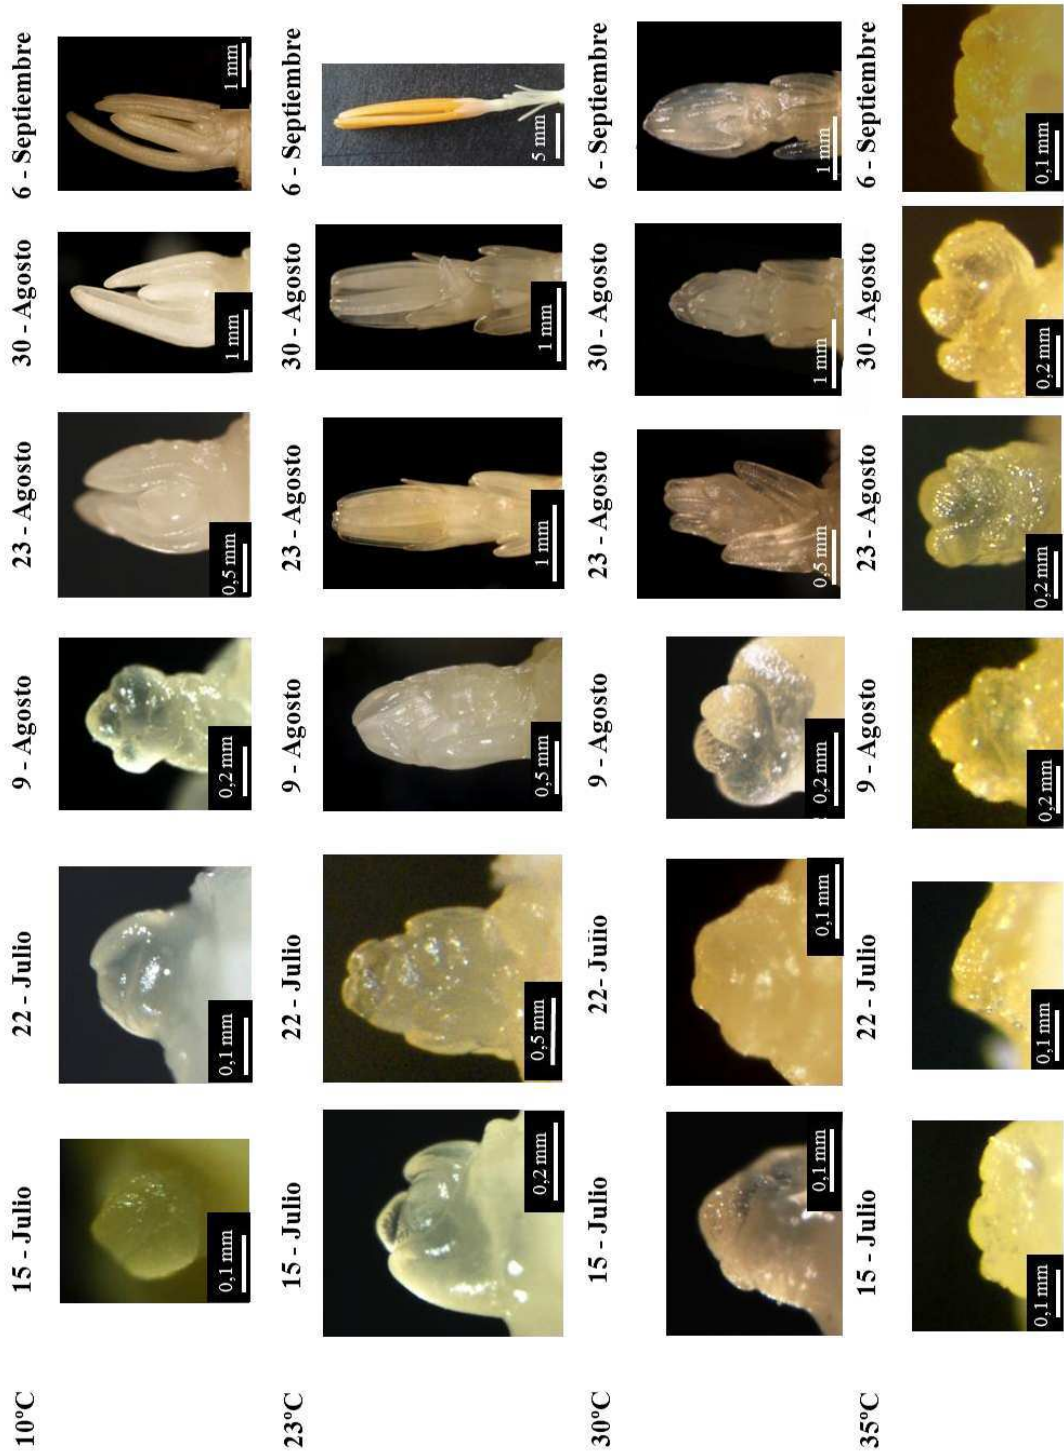 10ºC 15 - Julio 22 - Julio 9 - Agosto 23 - Agosto 30 - Agosto 6 - Septiembre
0,1 mm 0,1 mm 0,2 mm 0,5 mm 1 mm 1 mm
23ºC 15 - Julio 22 - Julio 9 - Agosto 23 - Agosto 30 - Agosto 6 - Septiembre
0,2 mm 0,5 mm 0,5 mm 1 mm 1 mm 5 mm
30ºC 15 - Julio 22- Julio 9 - Agosto 23 - Agosto 30 - Agosto 6 - Septiembre
0,1 mm 0,1 mm 0,2 mm 0,5 mm 1 mm 1 mm
35ºC 15 - Julio 22 - Julio 9 - Agosto 23 - Agosto 30 - Agosto 6 - Septiembre
0,1 mm 0,1 mm 0,2 mm 0,2 mm 0,2 mm 0,1 mm